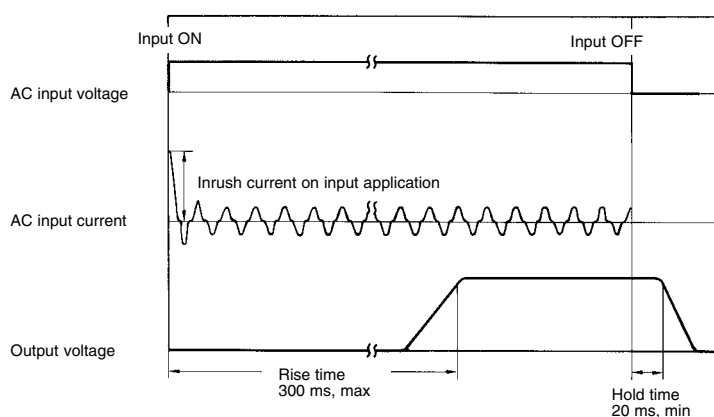 Input ON
Input OFF
AC input voltage
Inrush current on input application
AC input current
Output voltage
Rise time
300 ms, max
Hold time
20 ms, min